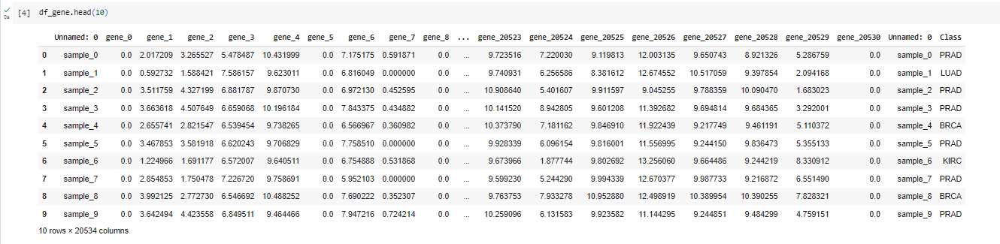 [4] df_gene.head(10)
0s
Unnamed: 0 gene_0 gene_1 gene_2 gene_3 gene_4 gene_5 gene_6 gene_7 gene_8 ... gene_20523 gene_20524 gene_20525 gene_20526 gene_20527 gene_20528 gene_20529 gene_20530 Unnamed: 0 Class
0 sample_0 0.0 2.017209 3.265527 5.478487 10.431999 0.0 7.175175 0.591871 0.0 ... 9.723516 7.220030 9.119813 12.003135 9.650743 8.921326 5.286759 0.0 sample_0 PRAD
1 sample_1 0.0 0.592732 1.588421 7.586157 9.623011 0.0 6.816049 0.000000 0.0 ... 9.740931 6.256586 8.381612 12.674552 10.517059 9.397854 2.094168 0.0 sample_1 LUAD
2 sample_2 0.0 3.511759 4.327199 6.881787 9.870730 0.0 6.972130 0.452595 0.0 ... 10.908640 5.401607 9.911597 9.045255 9.788359 10.090470 1.683023 0.0 sample_2 PRAD
3 sample_3 0.0 3.663618 4.507649 6.659068 10.196184 0.0 7.843375 0.434882 0.0 ... 10.141520 8.942805 9.601208 11.392682 9.694814 9.684365 3.292001 0.0 sample_3 PRAD
4 sample_4 0.0 2.655741 2.821547 6.539454 9.738265 0.0 6.566967 0.360982 0.0 ... 10.373790 7.181162 9.846910 11.922439 9.217749 9.461191 5.110372 0.0 sample_4 BRCA
5 sample_5 0.0 3.467853 3.581918 6.620243 9.706829 0.0 7.758510 0.000000 0.0 ... 9.928339 6.096154 9.816001 11.556995 9.244150 9.836473 5.355133 0.0 sample_5 PRAD
6 sample_6 0.0 1.224966 1.691177 6.572007 9.640511 0.0 6.754888 0.531868 0.0 ... 9.673966 1.877744 9.802692 13.256060 9.664486 9.244219 8.330912 0.0 sample_6 KIRC
7 sample_7 0.0 2.854853 1.750478 7.226720 9.758691 0.0 5.952103 0.000000 0.0 ... 9.599230 5.244290 9.994339 12.670377 9.987733 9.216872 6.551490 0.0 sample_7 PRAD
8 sample_8 0.0 3.992125 2.772730 6.546692 10.488252 0.0 7.690222 0.352307 0.0 ... 9.763753 7.933278 10.952880 12.498919 10.389954 10.390255 7.828321 0.0 sample_8 BRCA
9 sample_9 0.0 3.642494 4.423558 6.849511 9.464466 0.0 7.947216 0.724214 0.0 ... 10.259096 6.131583 9.923582 11.144295 9.244851 9.484299 4.759151 0.0 sample_9 PRAD
10 rows × 20534 columns